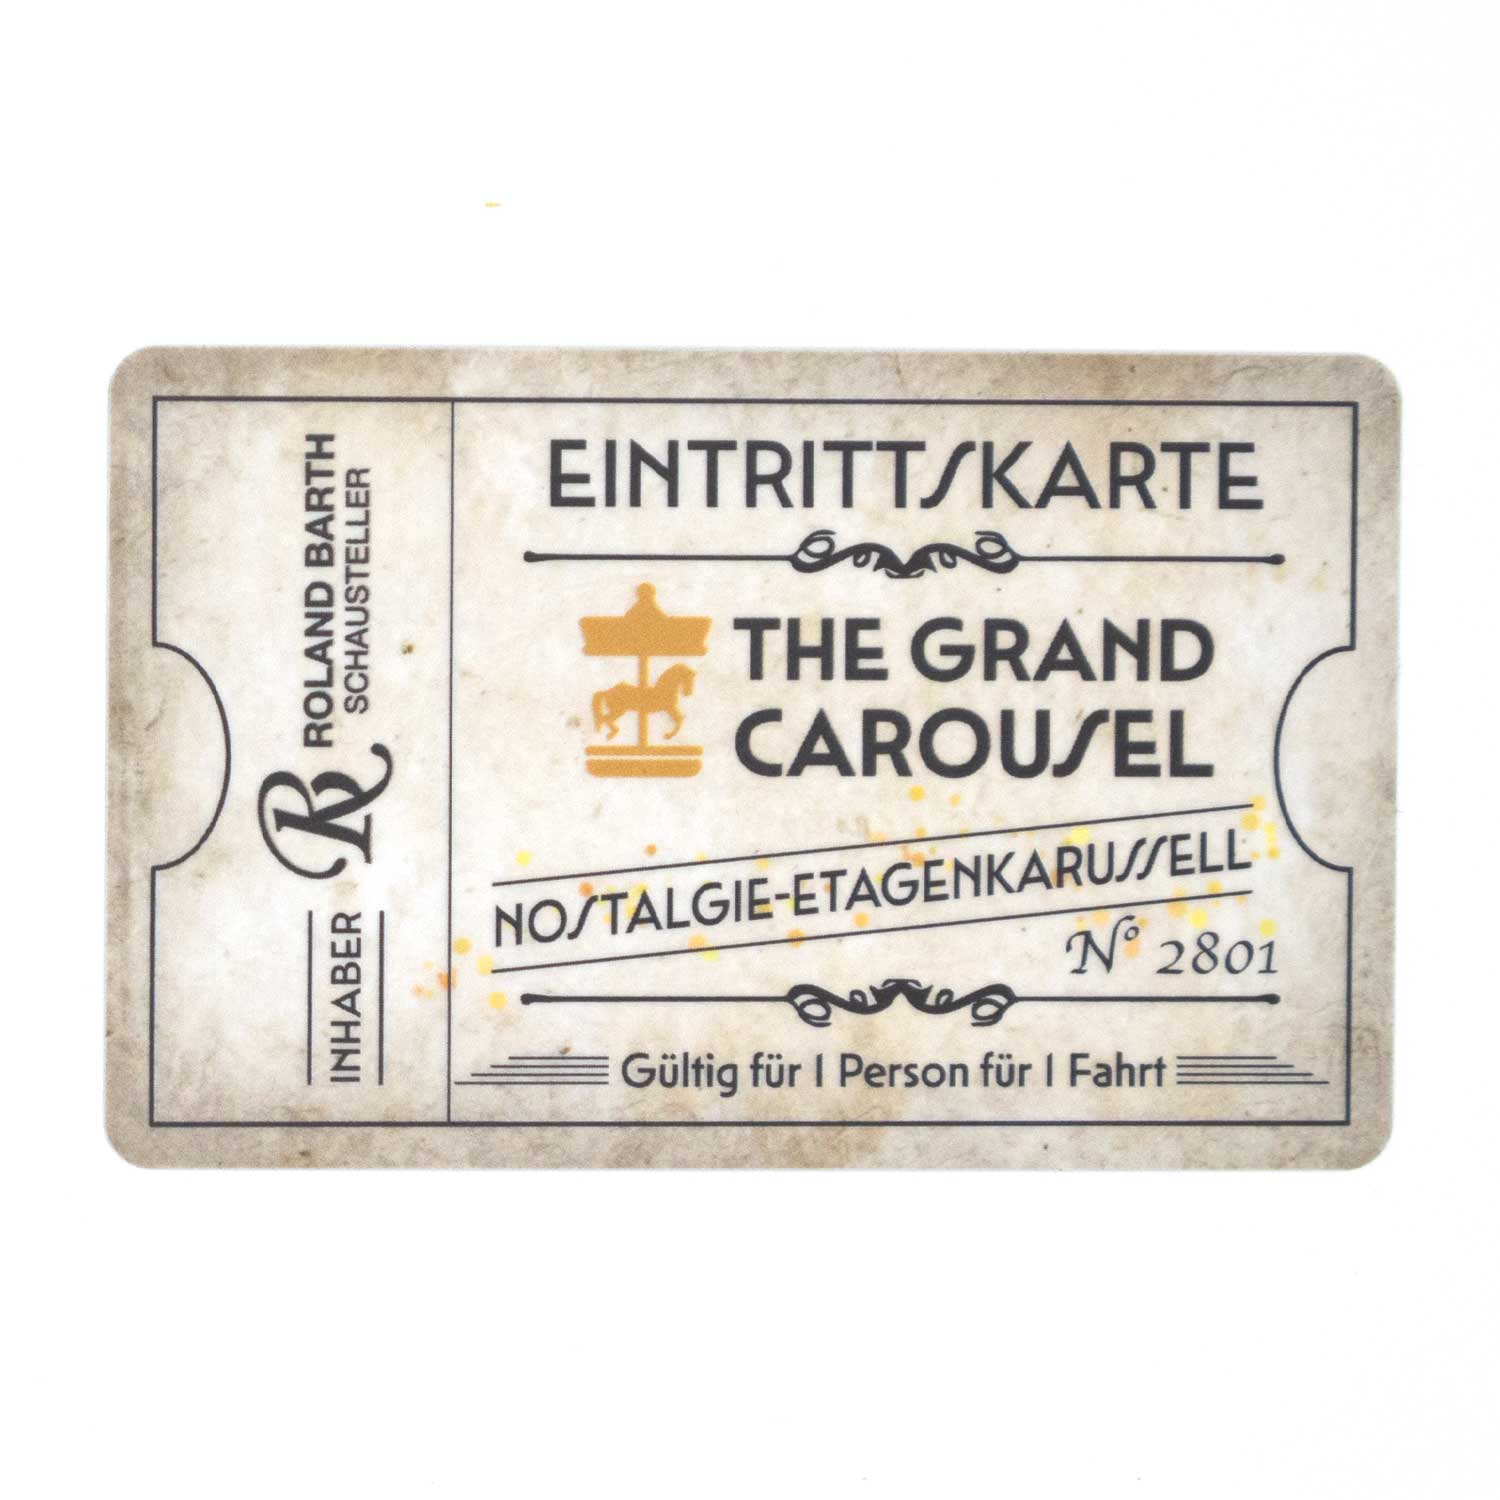 EINTRITTSKARTE
THE GRAND
CAROUSEL
NOSTALGIE-ETAGENKARUSSELL
N° 2801
Gültig für 1 Person für 1 Fahrt
INHABER
R ROLAND BARTH
SCHAUSTELLER